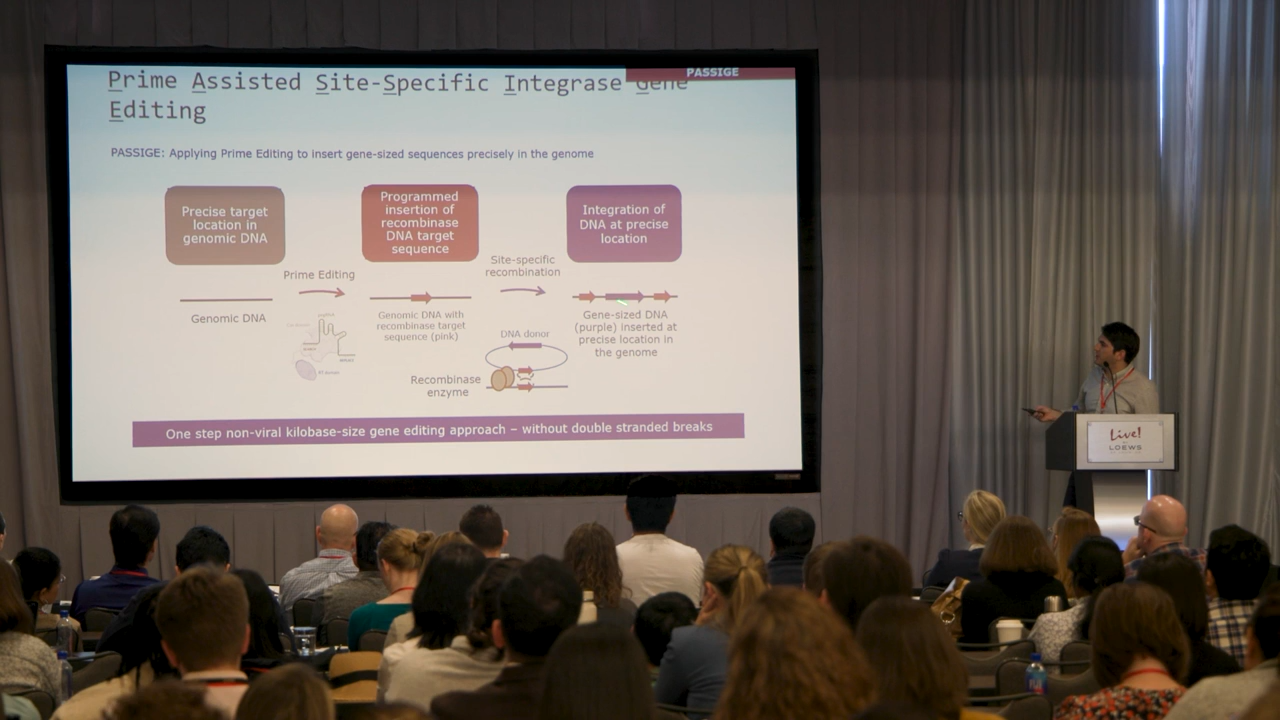 PASSIGE
Prime Assisted Site-Specific Integrase Gene
Editing
PASSIGE: Applying Prime Editing to insert gene-sized sequences precisely in the genome
Precise target
location in
genomic DNA
Programmed
insertion of
recombinase
DNA target
sequence
Integration of
DNA at precise
location
Prime Editing
Site-specific
recombination
Genomic DNA
Genomic DNA with
recombinase target
sequence (pink)
Gene-sized DNA
(purple) inserted at
precise location in
the genome
DNA donor
Recombinase
enzyme
One step non-viral kilobase-size gene editing approach – without double stranded breaks
Live!
BY
LOEWS